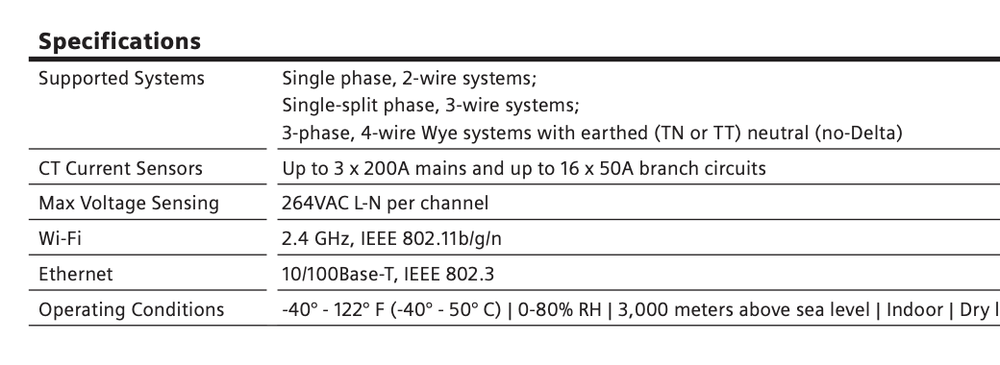 Specifications
Supported Systems Single phase, 2-wire systems;
Single-split phase, 3-wire systems;
3-phase, 4-wire Wye systems with earthed (TN or TT) neutral (no-Delta)
CT Current Sensors Up to 3 x 200A mains and up to 16 x 50A branch circuits
Max Voltage Sensing 264VAC L-N per channel
Wi-Fi 2.4 GHz, IEEE 802.11b/g/n
Ethernet 10/100Base-T, IEEE 802.3
Operating Conditions -40° - 122° F (-40° - 50° C) | 0-80% RH | 3,000 meters above sea level | Indoor | Dry